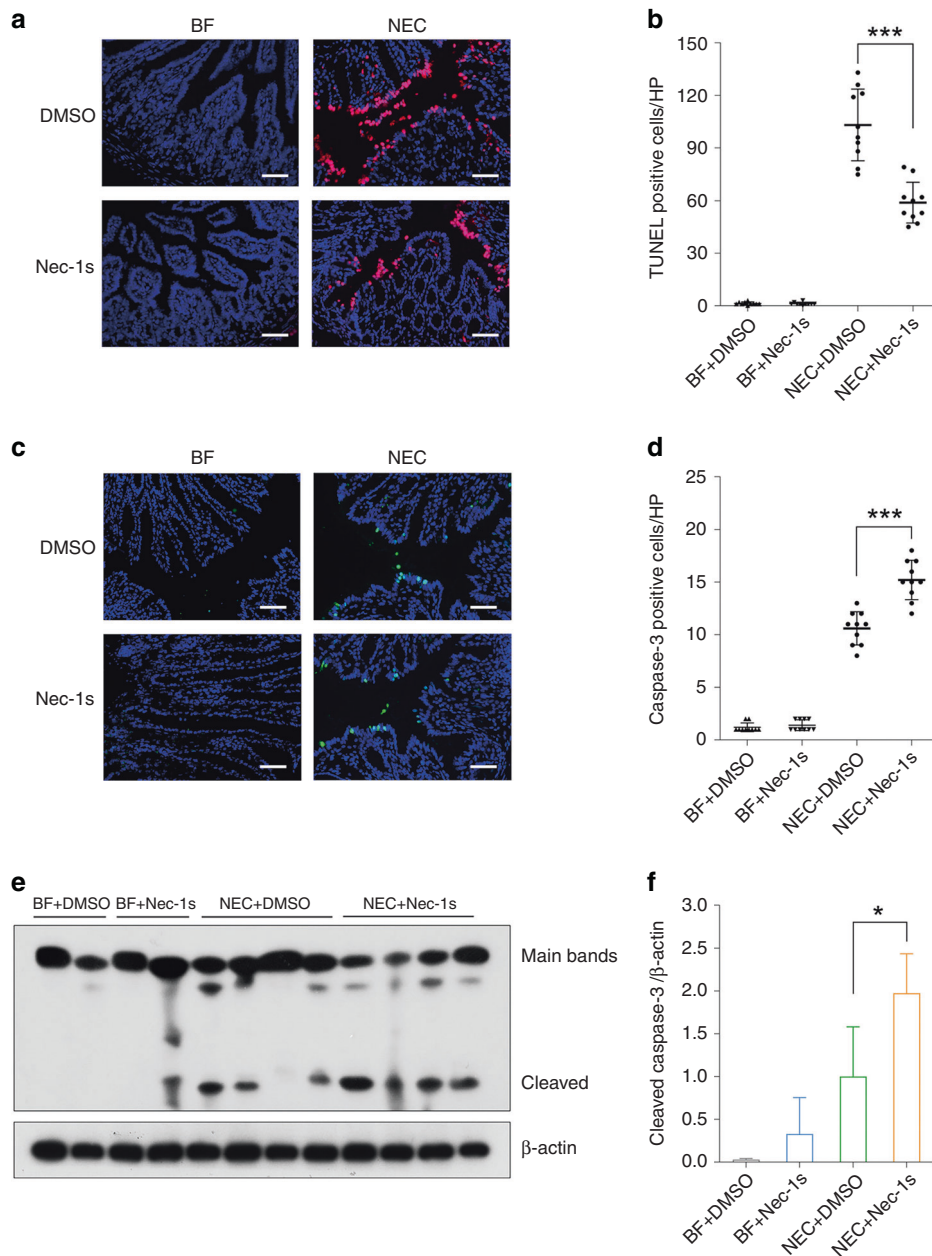 a
BF NEC
DMSO
Nec-1s
b
***
TUNEL positive cells/HP
150
120
90
60
30
0
BF+DMSO
BF+Nec-1s
NEC+DMSO
NEC+Nec-1s
c
BF NEC
DMSO
Nec-1s
d
***
Caspase-3 positive cells/HP
25
20
15
10
5
0
BF+DMSO
BF+Nec-1s
NEC+DMSO
NEC+Nec-1s
e
BF+DMSO BF+Nec-1s NEC+DMSO NEC+Nec-1s
Main bands
Cleaved
β-actin
f
*
Cleaved caspase-3 /β-actin
3.0
2.5
2.0
1.5
1.0
0.5
0.0
BF+DMSO
BF+Nec-1s
NEC+DMSO
NEC+Nec-1s